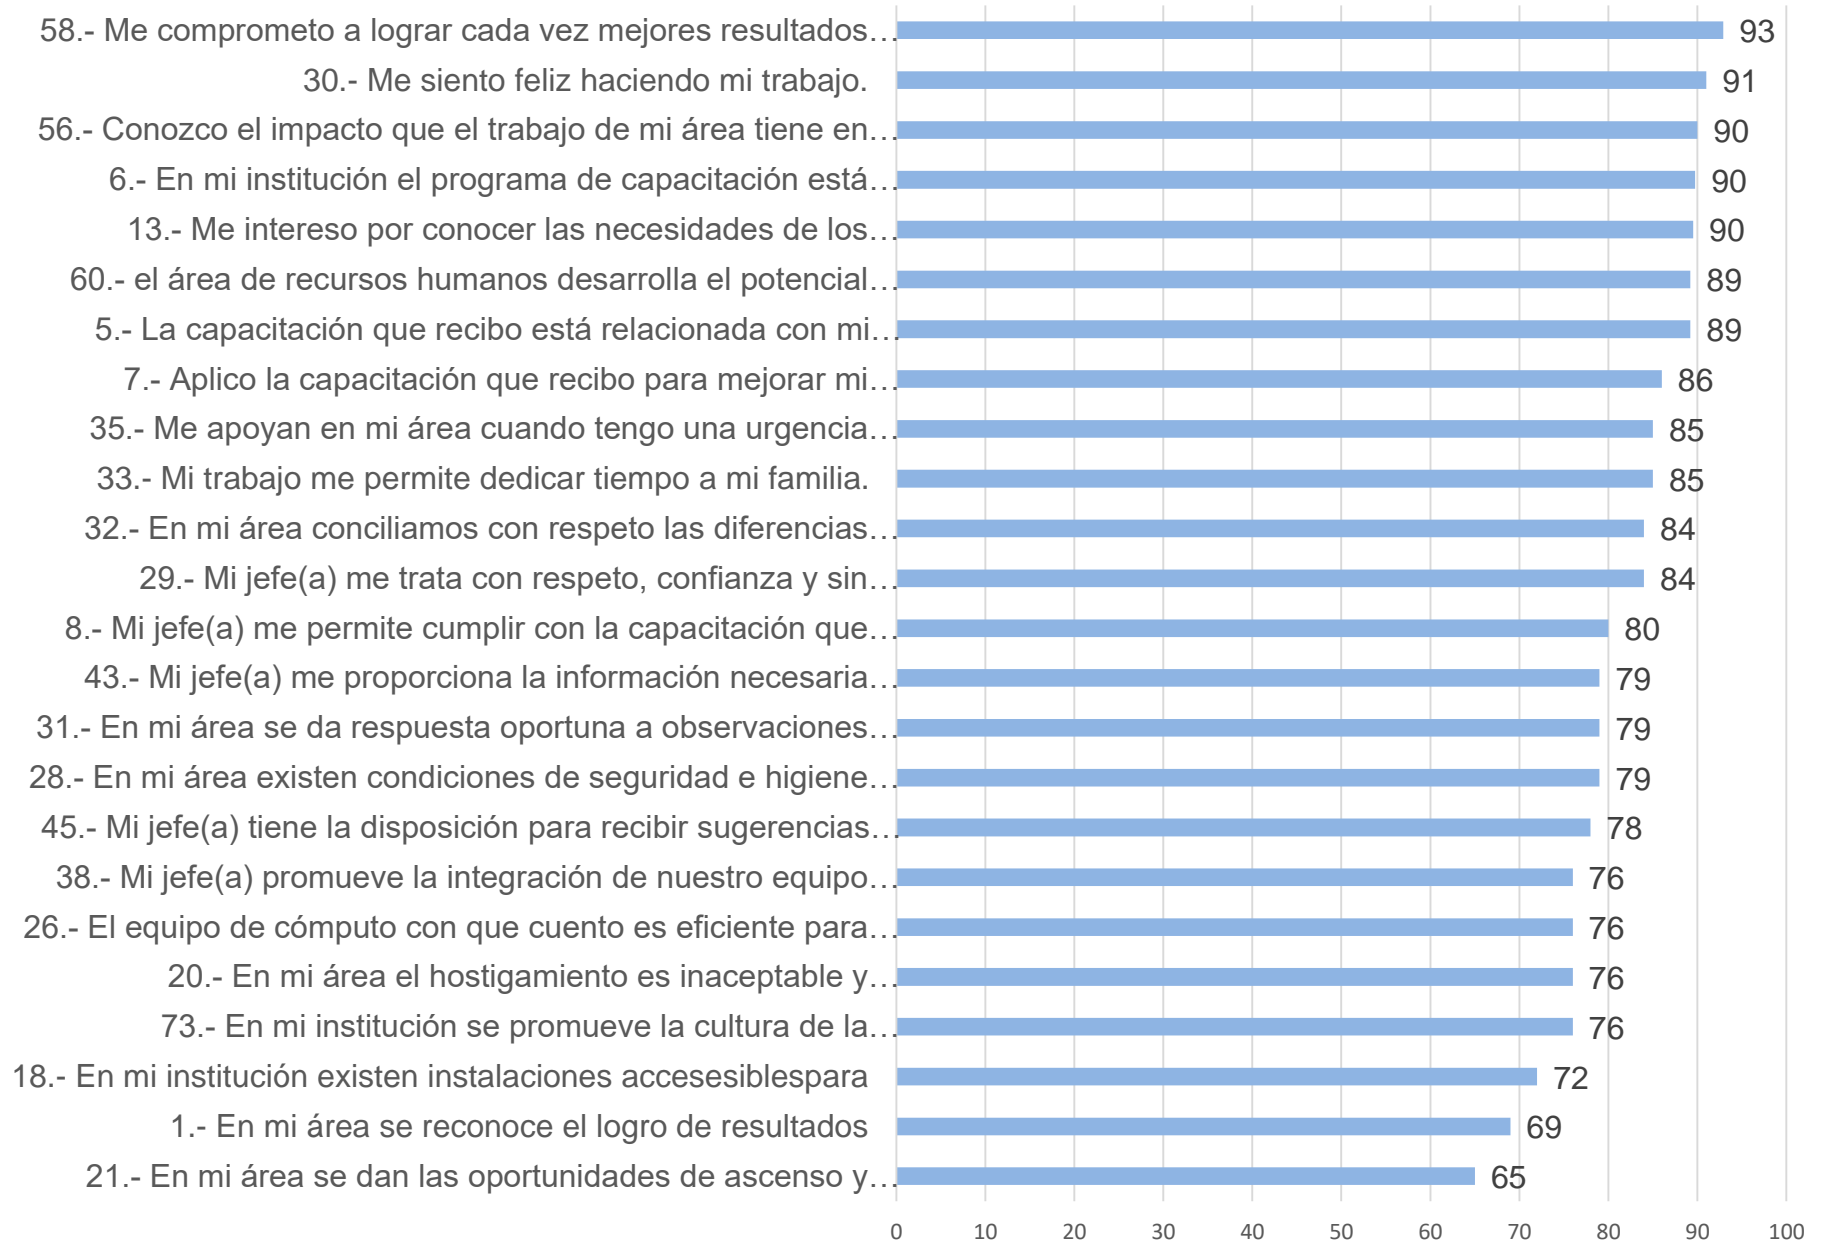 58.- Me comprometo a lograr cada vez mejores resultados… 93
30.- Me siento feliz haciendo mi trabajo. 91
56.- Conozco el impacto que el trabajo de mi área tiene en… 90
6.- En mi institución el programa de capacitación está… 90
13.- Me intereso por conocer las necesidades de los… 90
60.- el área de recursos humanos desarrolla el potencial… 89
5.- La capacitación que recibo está relacionada con mi… 89
7.- Aplico la capacitación que recibo para mejorar mi… 86
35.- Me apoyan en mi área cuando tengo una urgencia… 85
33.- Mi trabajo me permite dedicar tiempo a mi familia. 85
32.- En mi área conciliamos con respeto las diferencias… 84
29.- Mi jefe(a) me trata con respeto, confianza y sin… 84
8.- Mi jefe(a) me permite cumplir con la capacitación que… 80
43.- Mi jefe(a) me proporciona la información necesaria… 79
31.- En mi área se da respuesta oportuna a observaciones… 79
28.- En mi área existen condiciones de seguridad e higiene… 79
45.- Mi jefe(a) tiene la disposición para recibir sugerencias… 78
38.- Mi jefe(a) promueve la integración de nuestro equipo… 76
26.- El equipo de cómputo con que cuento es eficiente para… 76
20.- En mi área el hostigamiento es inaceptable y… 76
73.- En mi institución se promueve la cultura de la… 76
18.- En mi institución existen instalaciones accesesiblespara 72
1.- En mi área se reconoce el logro de resultados 69
21.- En mi área se dan las oportunidades de ascenso y… 65
0 10 20 30 40 50 60 70 80 90 100